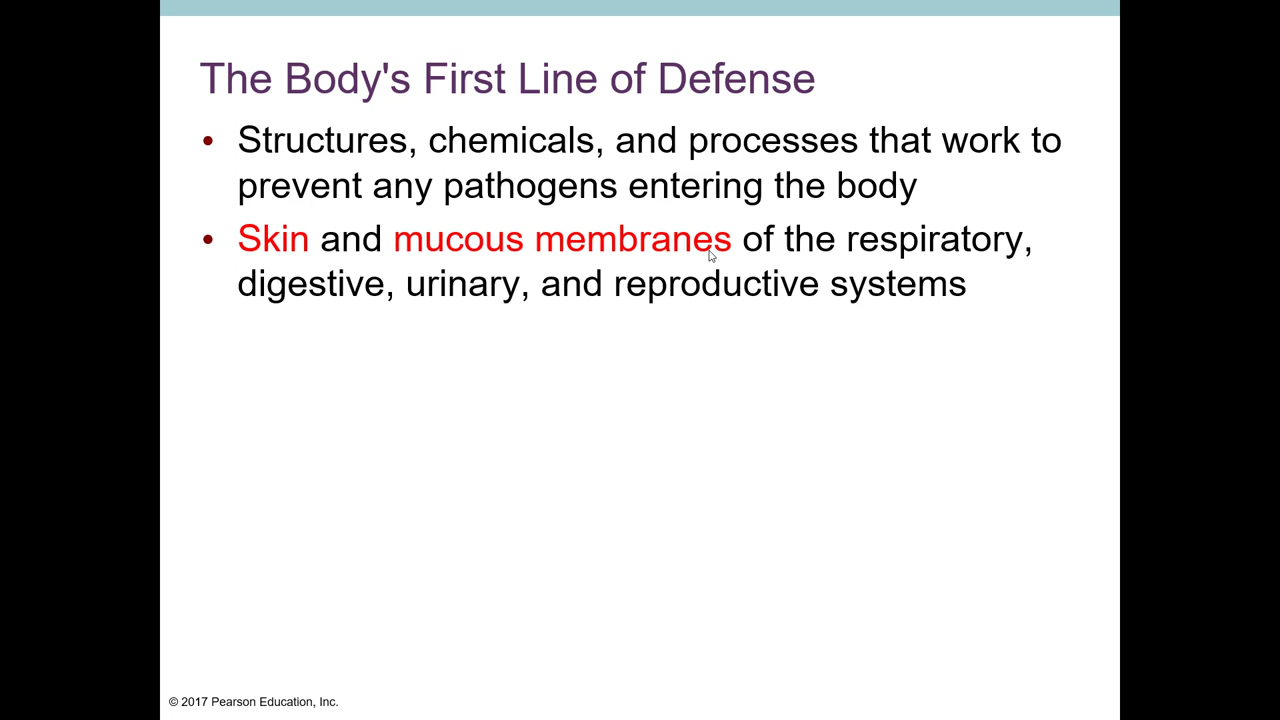 The Body's First Line of Defense
• Structures, chemicals, and processes that work to
prevent any pathogens entering the body
• Skin and mucous membranes of the respiratory,
digestive, urinary, and reproductive systems
© 2017 Pearson Education, Inc.